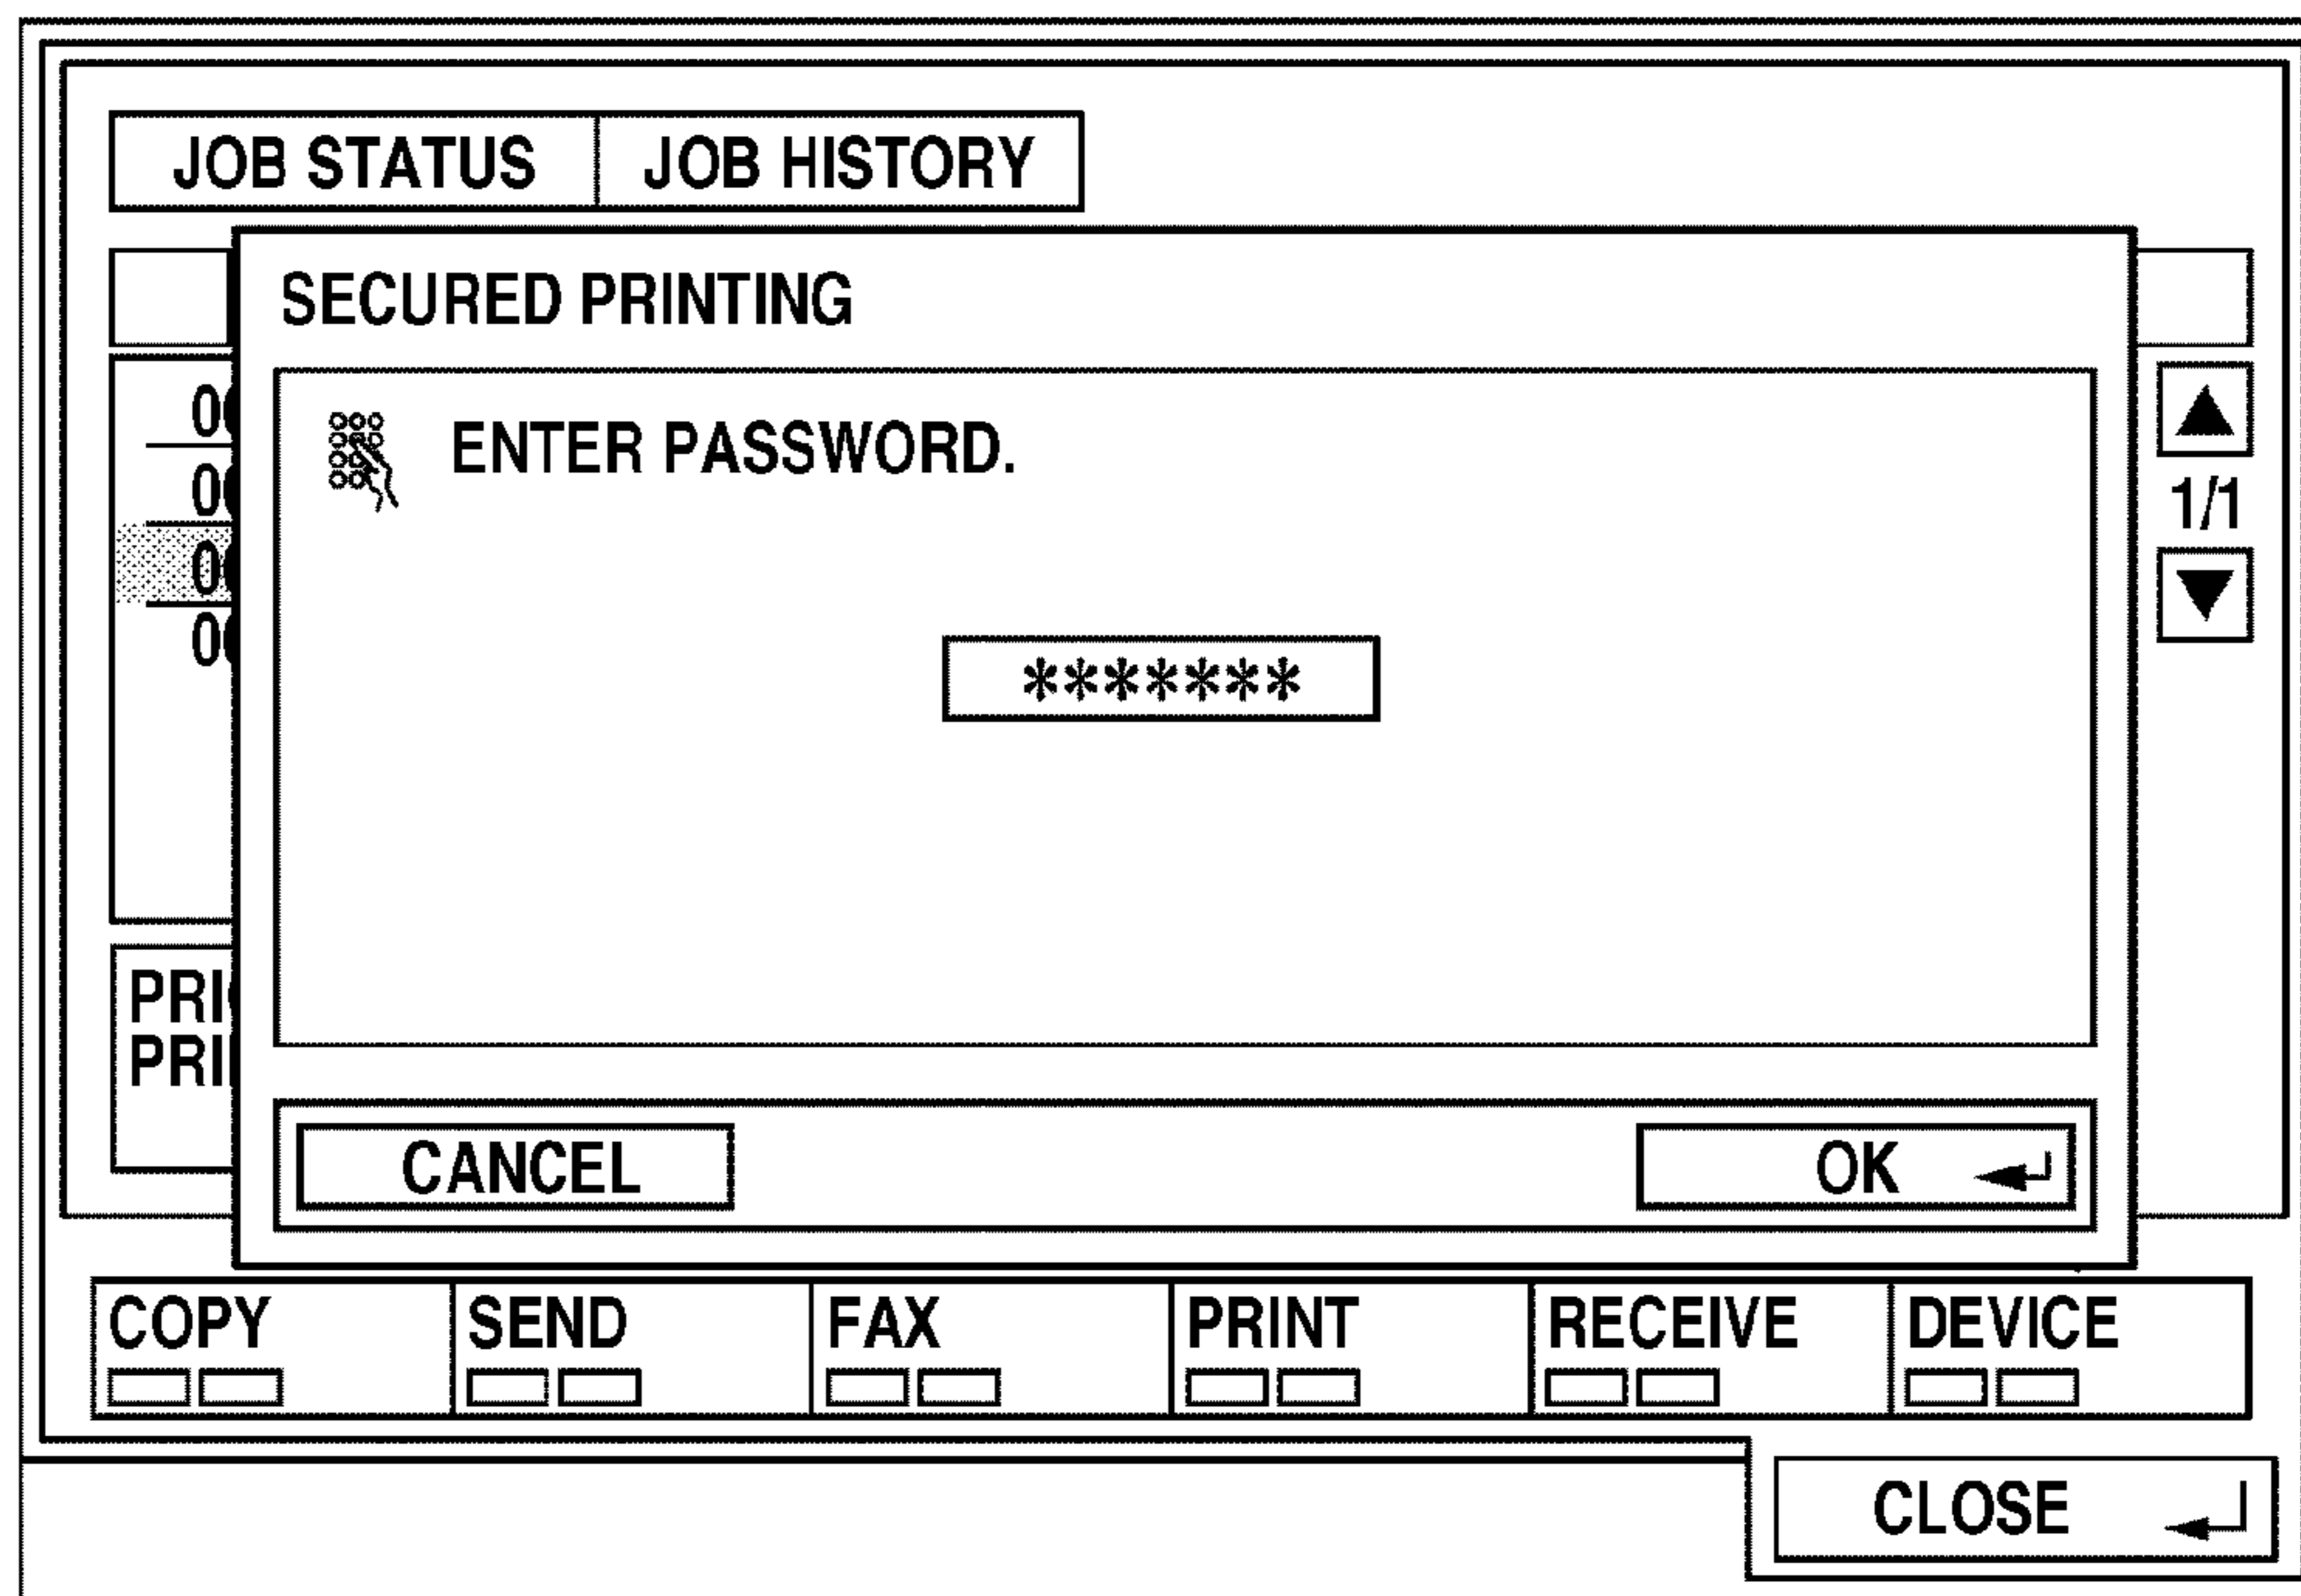 JOB STATUS JOB HISTORY
SECURED PRINTING
ENTER PASSWORD.
1/1
*******
CANCEL OK
COPY SEND FAX PRINT RECEIVE DEVICE
CLOSE